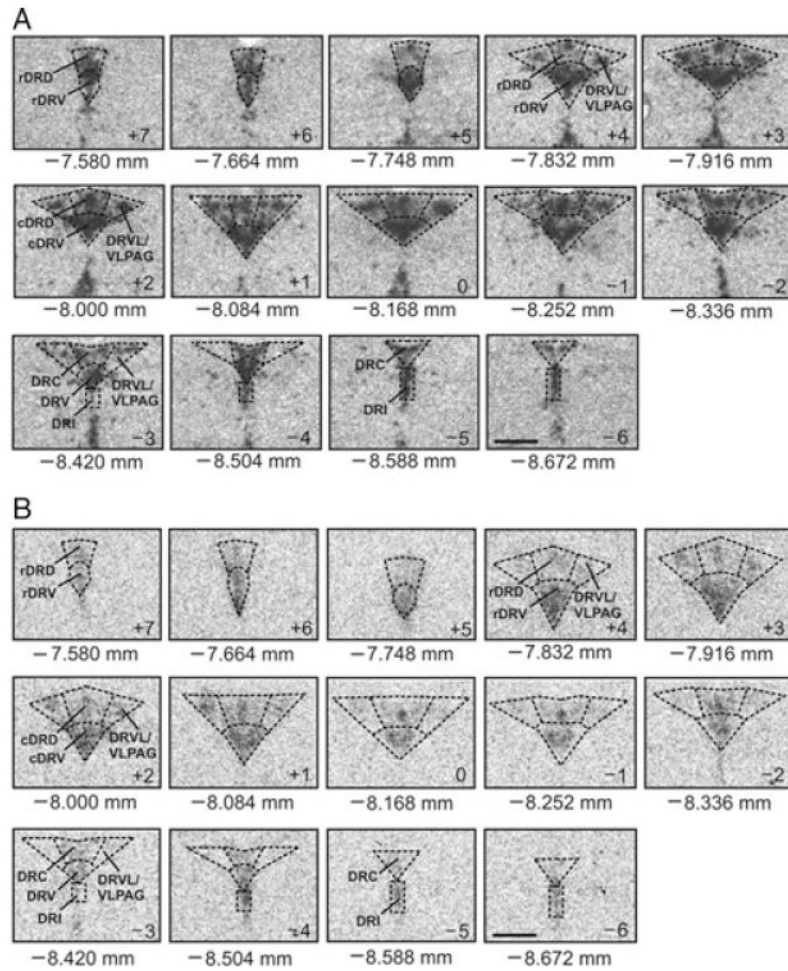 A
rDRD
rDRV
+7
+6
+5
rDRD
rDRV
DRVL/
VLPAG
+4
+3
−7.580 mm
−7.664 mm
−7.748 mm
−7.832 mm
−7.916 mm
cDRD
cDRV
DRVL/
VLPAG
+2
+1
0
−1
−2
−8.000 mm
−8.084 mm
−8.168 mm
−8.252 mm
−8.336 mm
DRC
DRV
DRI
DRVL/
VLPAG
−3
−4
DRC
DRI
−5
−6
−8.420 mm
−8.504 mm
−8.588 mm
−8.672 mm
B
rDRD
rDRV
+7
+6
+5
rDRD
rDRV
DRVL/
VLPAG
+4
+3
−7.580 mm
−7.664 mm
−7.748 mm
−7.832 mm
−7.916 mm
cDRD
cDRV
DRVL/
VLPAG
+2
+1
0
−1
−2
−8.000 mm
−8.084 mm
−8.168 mm
−8.252 mm
−8.336 mm
DRC
DRV
DRI
DRVL/
VLPAG
−3
−4
DRC
DRI
−5
−6
−8.420 mm
−8.504 mm
−8.588 mm
−8.672 mm